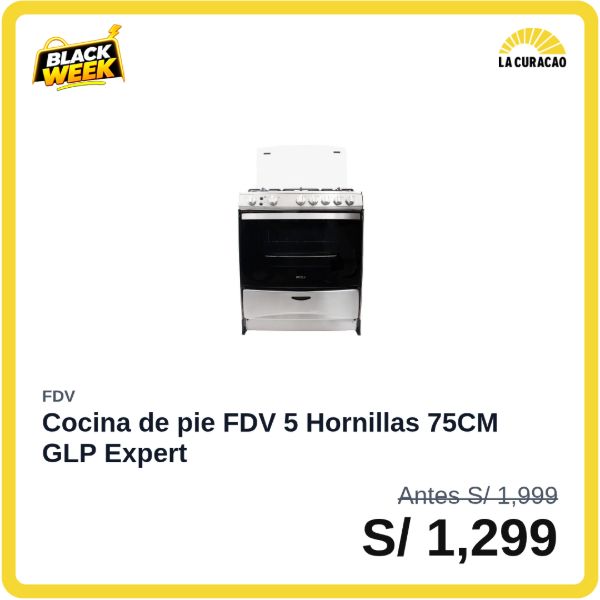 BLACK
WEEK
LA CURACAO
FDV
Cocina de pie FDV 5 Hornillas 75CM
GLP Expert
Antes S/ 1,999
S/ 1,299